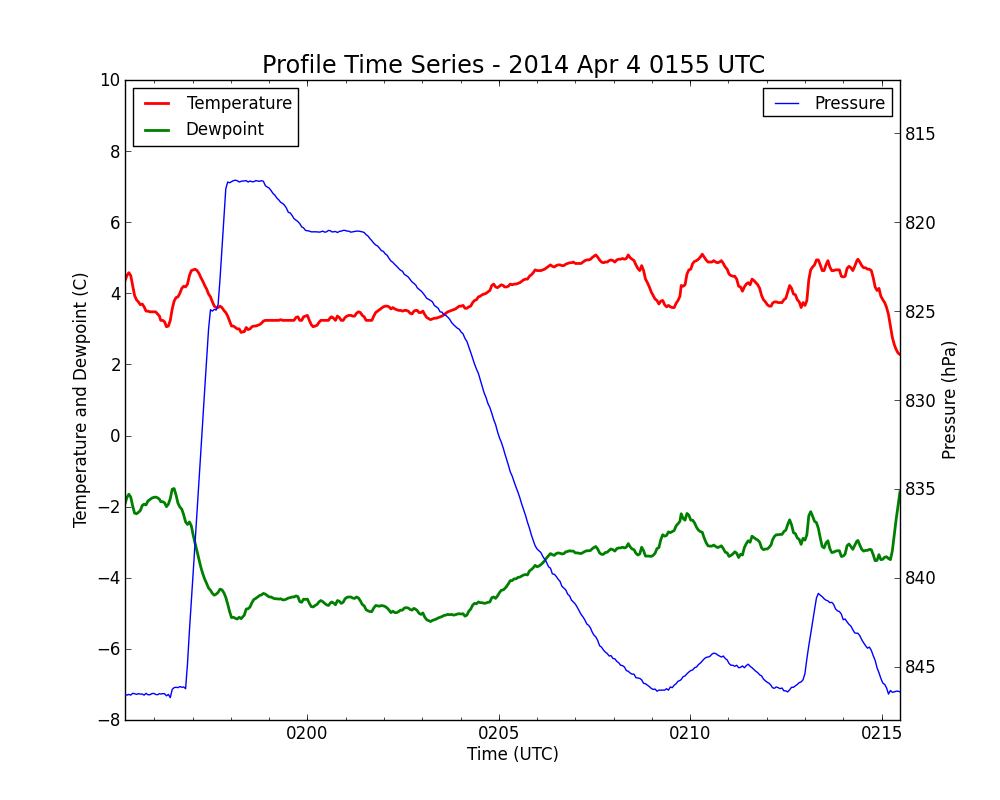 Profile Time Series - 2014 Apr 4 0155 UTC
Temperature
Dewpoint
Pressure
10
8
6
4
2
0
−2
−4
−6
−8
Temperature and Dewpoint (C)
815
820
825
830
835
840
845
Pressure (hPa)
0200 0205 0210 0215
Time (UTC)